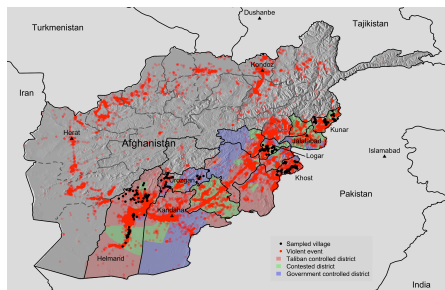 Dushanbe
Turkmenistan
Tajikistan
Kondoz
Iran
Herat
Kunar
Afghanistan
Jalalabad
Logar
Islamabad
Khost
Uruzgan
Pakistan
Kandahar
Helmand
Sampled village
Violent event
Taliban controlled district
Contested district
Government controlled district
India